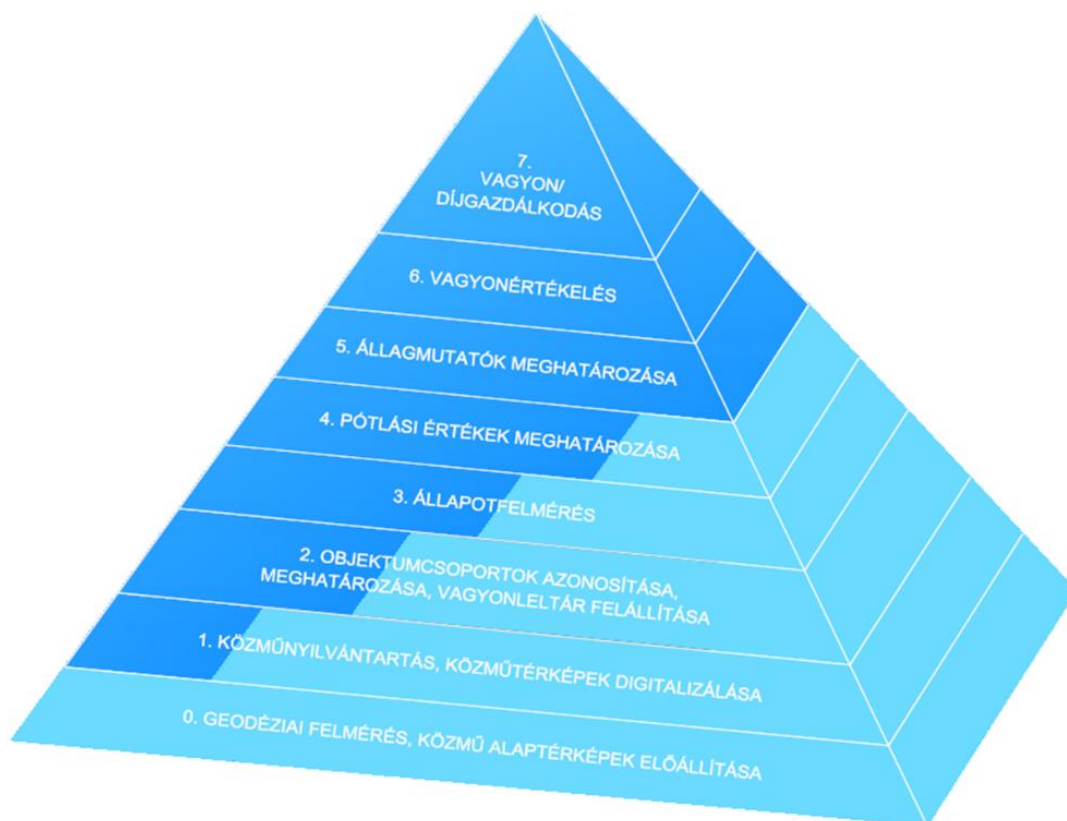 7.
VAGYON/
DÍJGAZDÁLKODÁS
6. VAGYONÉRTÉKELÉS
5. ÁLLAGMUTATÓK MEGHATÁROZÁSA
4. PÓTLÁSI ÉRTÉKEK MEGHATÁROZÁSA
3. ÁLLAPOTFELMÉRÉS
2. OBJEKTUMCSOPORTOK AZONOSÍTÁSA,
MEGHATÁROZÁSA, VAGYONLELTÁR FELÁLLÍTÁSA
1. KÖZMŰNYILVÁNTARTÁS, KÖZMŰTÉRKÉPEK DIGITALIZÁLÁSA
0. GEODÉZIAI FELMÉRÉS, KÖZMŰ ALAPTÉRKÉPEK ELŐÁLLÍTÁSA